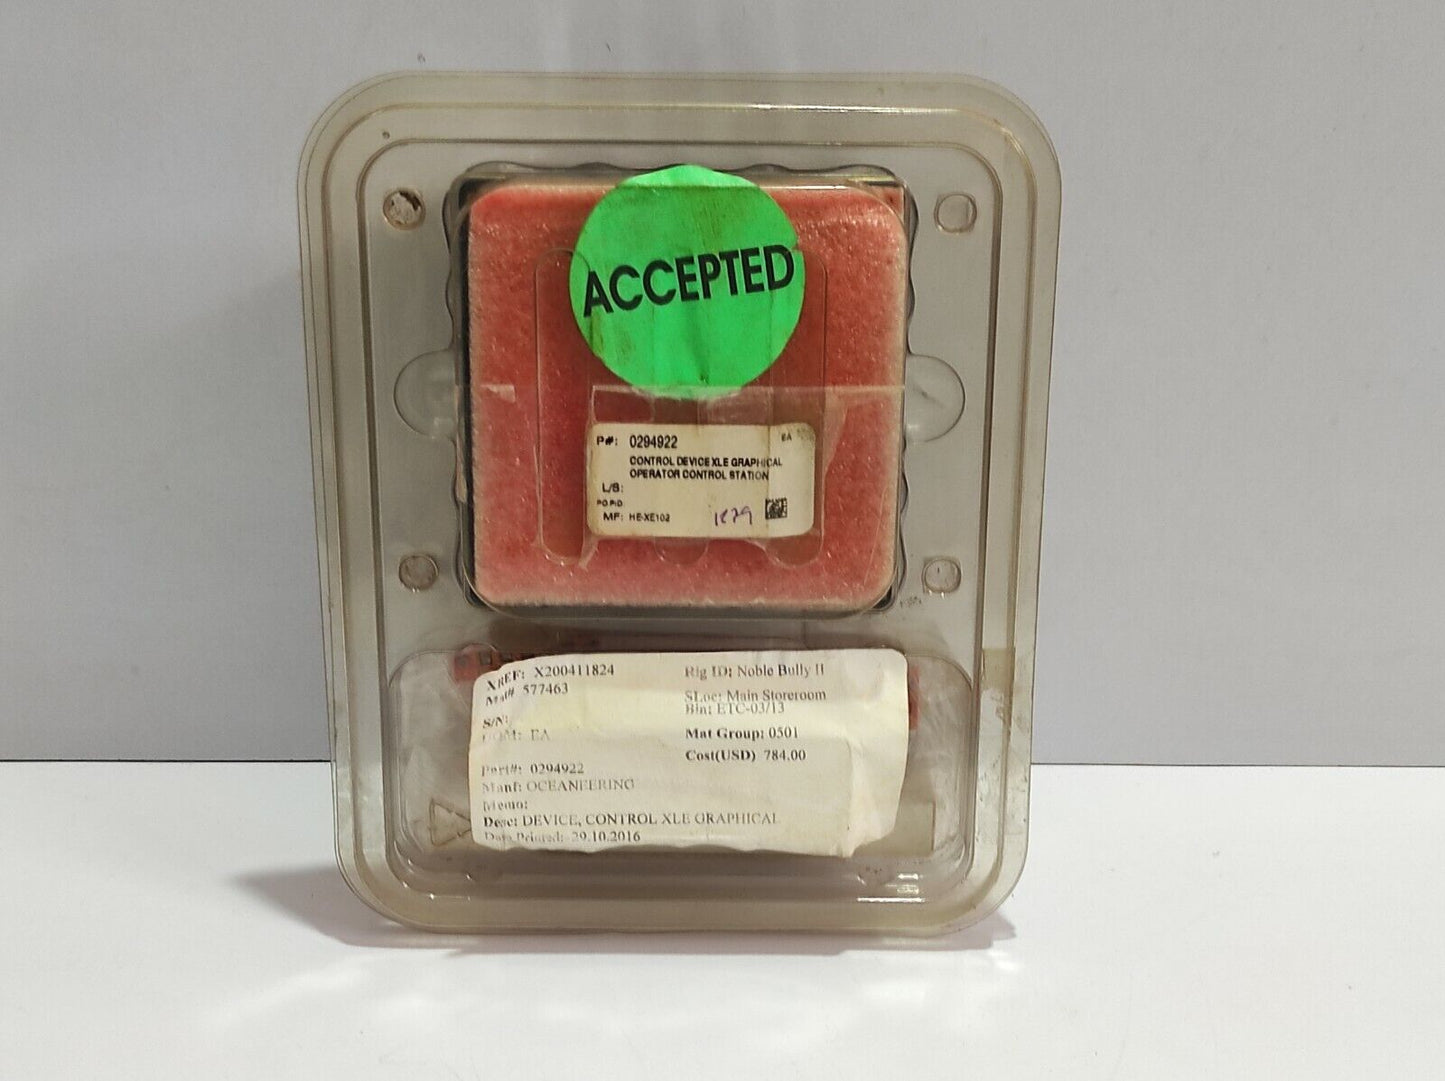 ACCEPTED
P#: 0294922 EA
CONTROL DEVICE XLE GRAPHICAL
OPERATOR CONTROL STATION
L/S:
PO PID:
MF: HE-XE102
XREF: X200411824
Mat# 577463
S/N:
UOM: EA
Part#: 0294922
Manf: OCEANEERING
Memo:
Desc: DEVICE, CONTROL XLE GRAPHICAL
Date Printed: 29.10.2016
Rig ID: Noble Bully II
SLoc: Main Storeroom
Bin: ETC-03/13
Mat Group: 0501
Cost(USD) 784.00